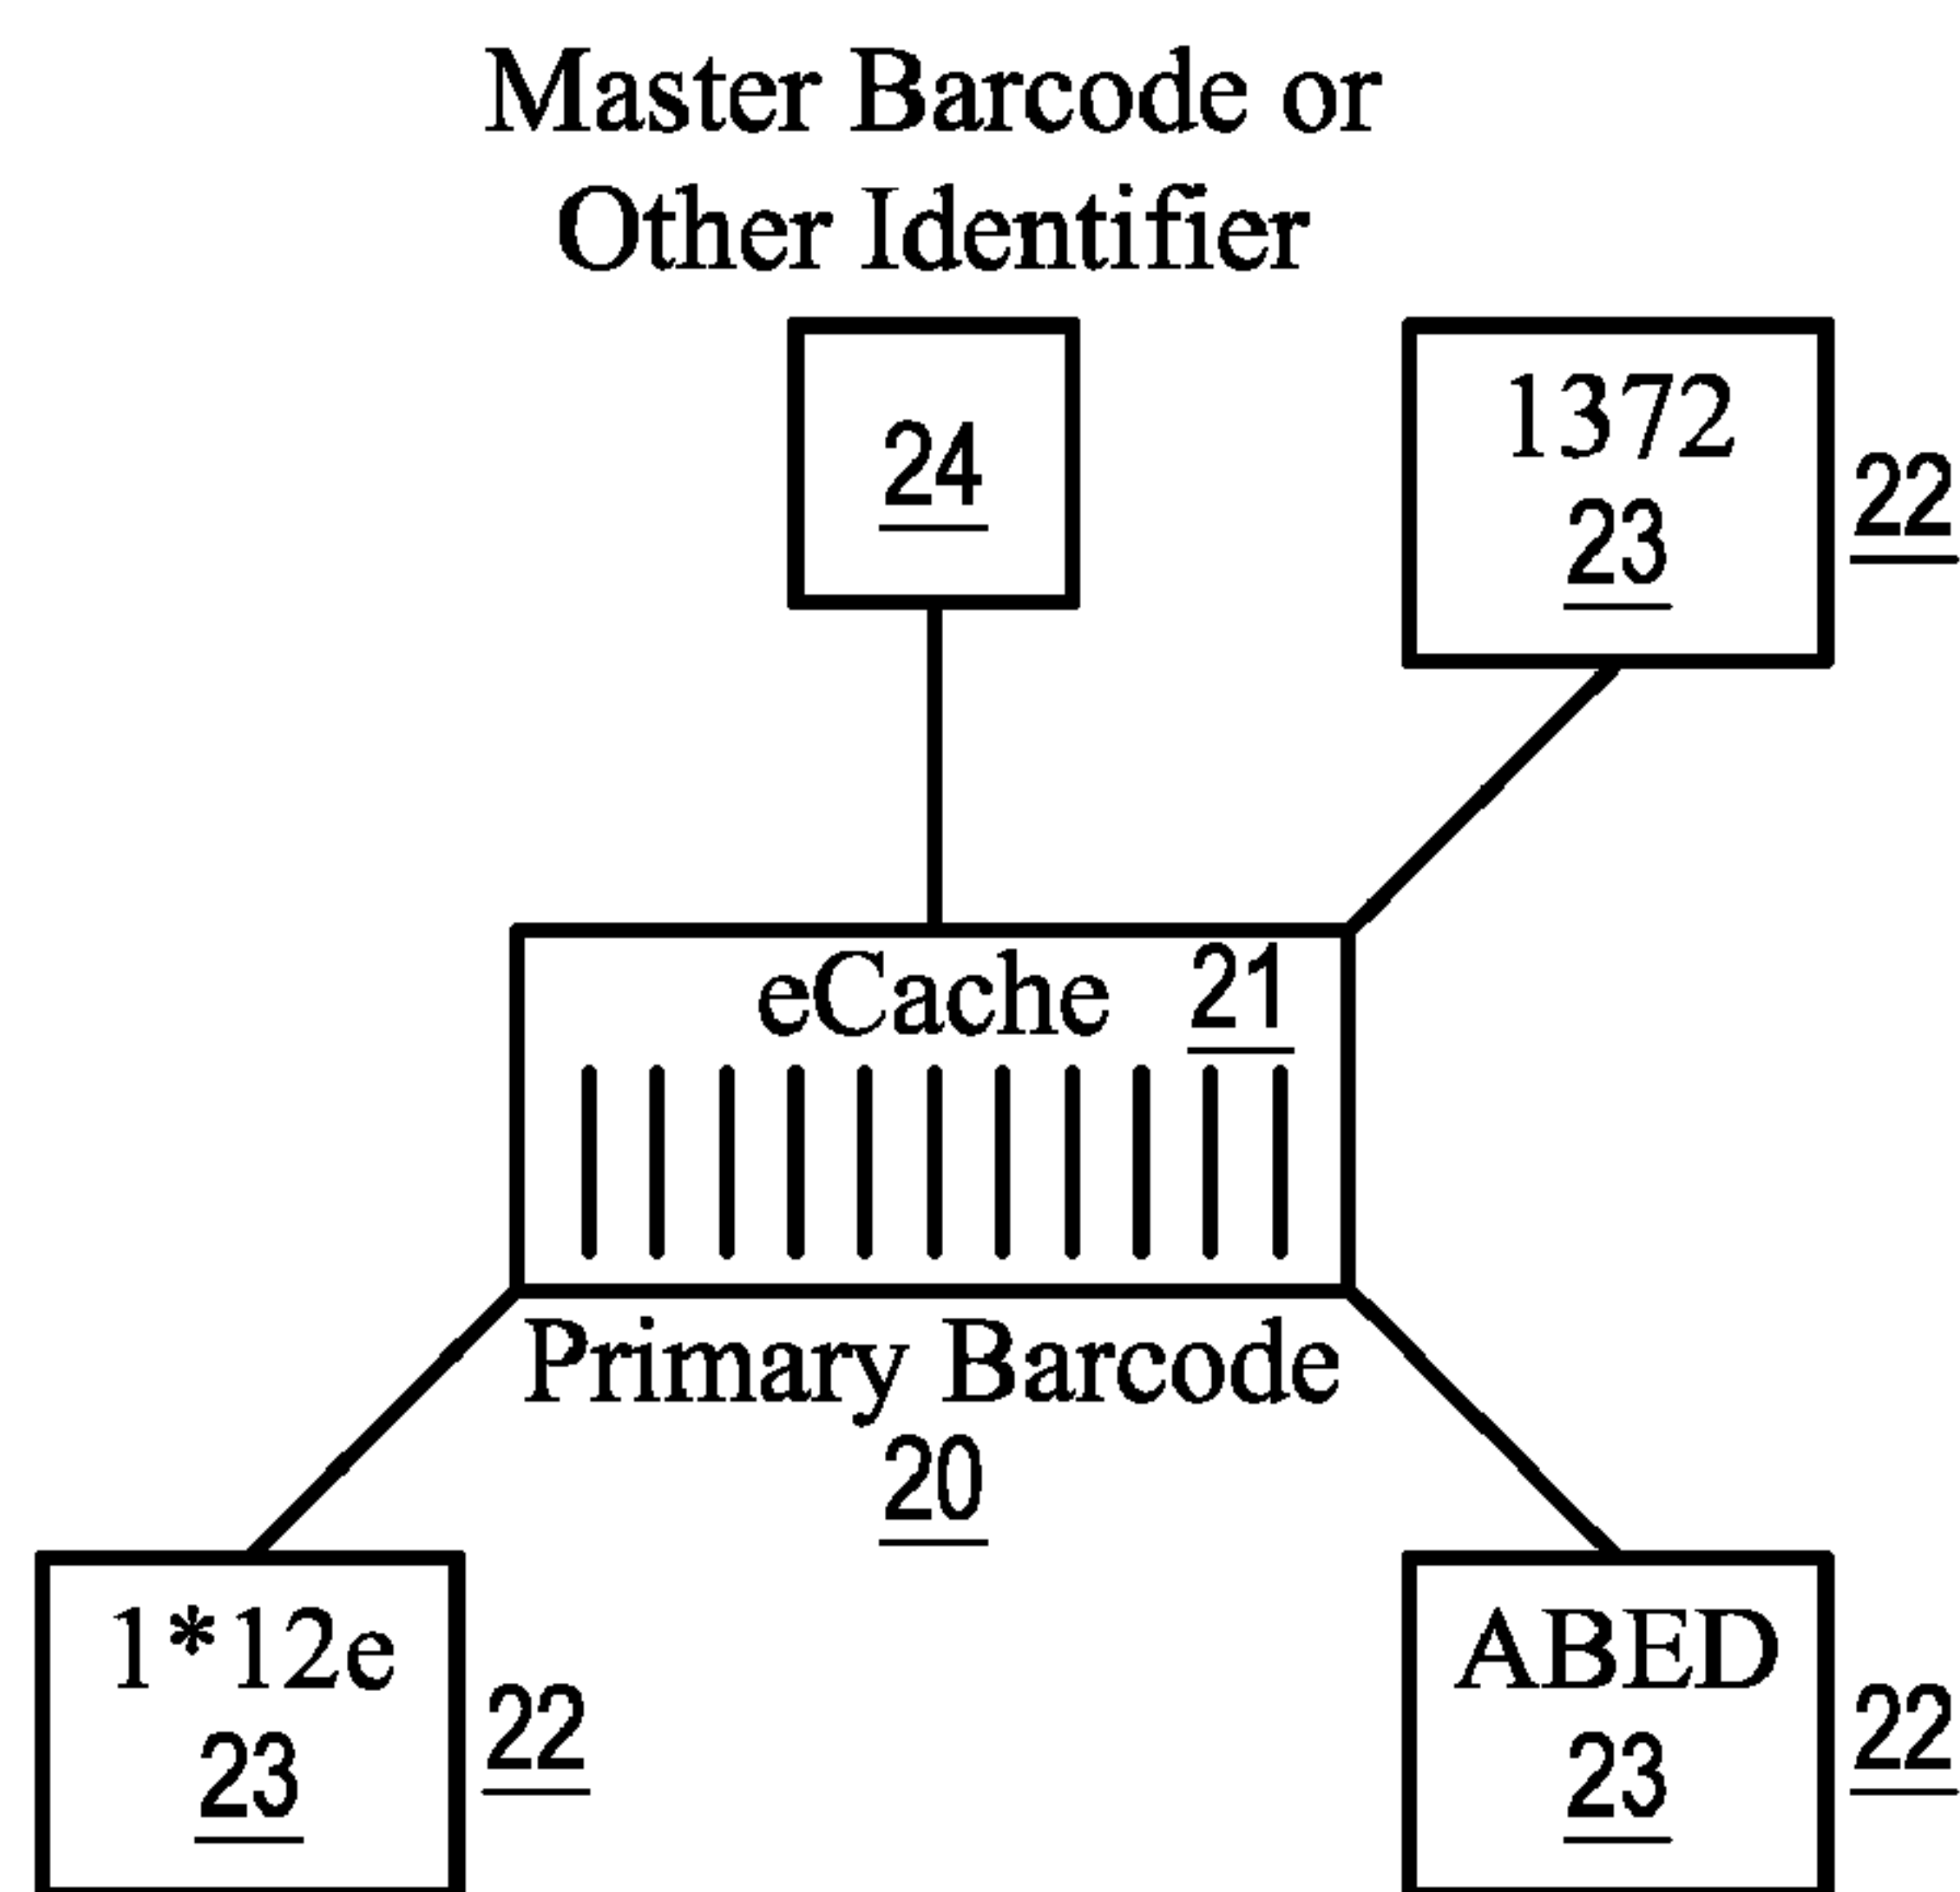 Master Barcode or
Other Identifier
24
1372
23
22
eCache 21
Primary Barcode
20
1*12e
23
22
ABED
23
22